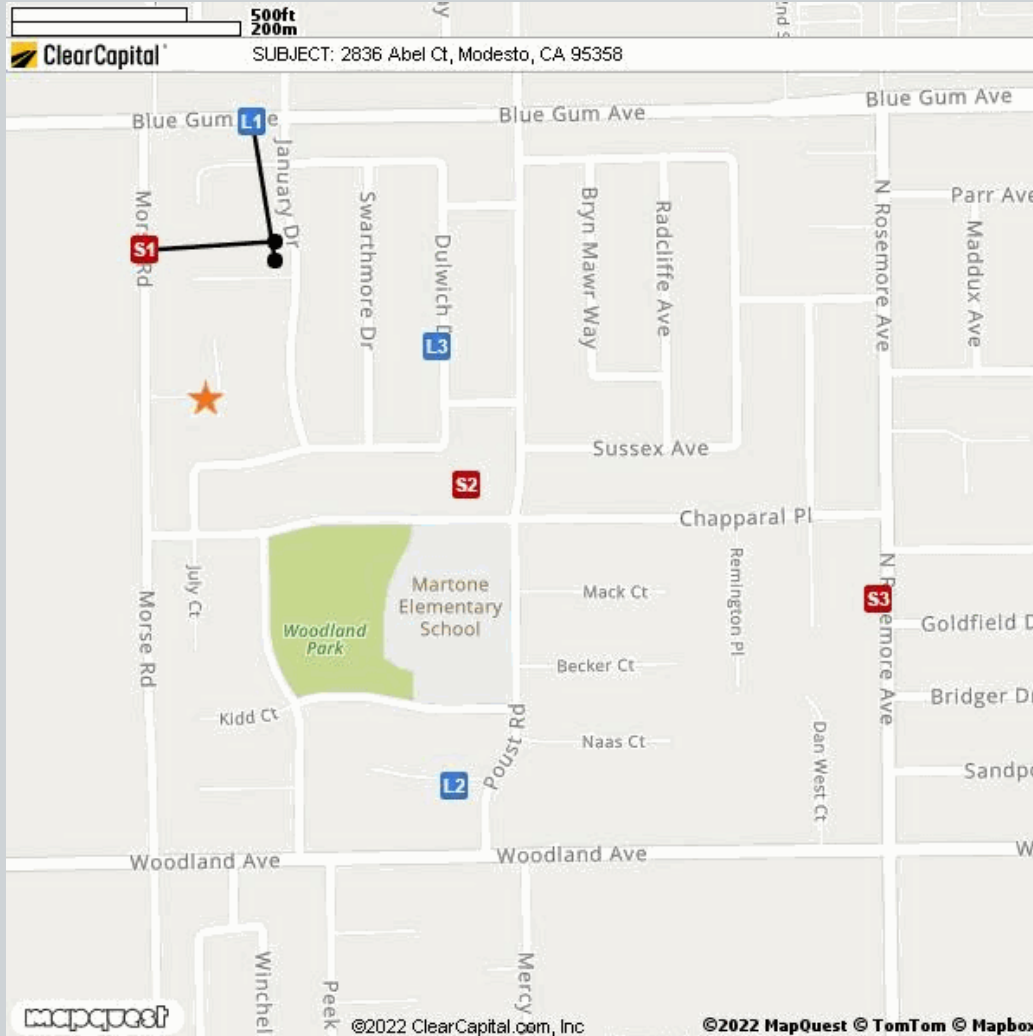 500ft
200m
ClearCapital
SUBJECT: 2836 Abel Ct, Modesto, CA 95358
Blue Gum Ave
Blue Gum Ave
Blue Gum
L1
e
January Dr
Morse Rd
S1
Swarthmore Dr
Dulwich D
Bryn Mawr Way
Radcliffe Ave
N Rosemore Ave
Parr Ave
Maddux Ave
L3
Sussex Ave
S2
Chapparal Pl
July Ct
Morse Rd
Woodland
Park
Martone
Elementary
School
Mack Ct
Remington Pl
N R
emore Ave
S3
Goldfield D
Becker Ct
Bridger Dr
Kidd Ct
Poust Rd
Naas Ct
Dan West Ct
Sandpo
L2
Woodland Ave
Woodland Ave
W
Winchel
Peek
Mercy
mapquest
©2022 ClearCapital.com, Inc
©2022 MapQuest © TomTom © Mapbox